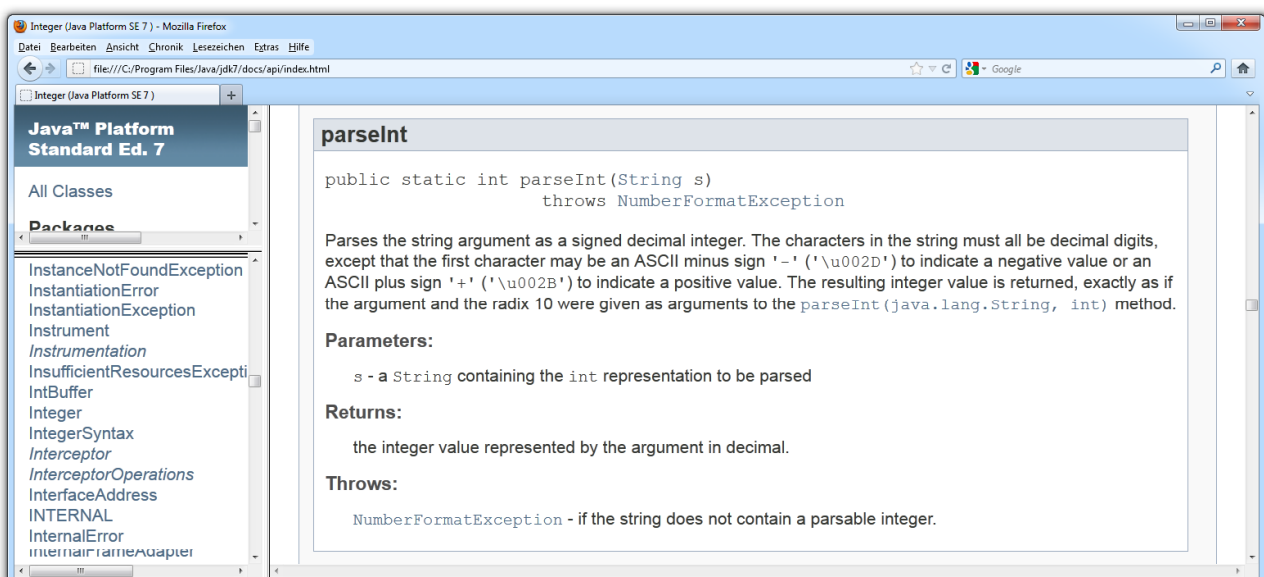 Integer (Java Platform SE 7 ) - Mozilla Firefox
Datei Bearbeiten Ansicht Chronik Lesezeichen Extras Hilfe
file:///C:/Program Files/Java/jdk7/docs/api/index.html
Google
Integer (Java Platform SE 7 )
Java™ Platform
Standard Ed. 7
All Classes
Packages
InstanceNotFoundException
InstantiationError
InstantiationException
Instrument
Instrumentation
InsufficientResourcesExcepti
IntBuffer
Integer
IntegerSyntax
Interceptor
InterceptorOperations
InterfaceAddress
INTERNAL
InternalError
InternalFrameAdapter
parseInt
public static int parseInt(String s)
throws NumberFormatException
Parses the string argument as a signed decimal integer. The characters in the string must all be decimal digits,
except that the first character may be an ASCII minus sign '-' ('\u002D') to indicate a negative value or an
ASCII plus sign '+' ('\u002B') to indicate a positive value. The resulting integer value is returned, exactly as if
the argument and the radix 10 were given as arguments to the parseInt(java.lang.String, int) method.
Parameters:
s - a String containing the int representation to be parsed
Returns:
the integer value represented by the argument in decimal.
Throws:
NumberFormatException - if the string does not contain a parsable integer.